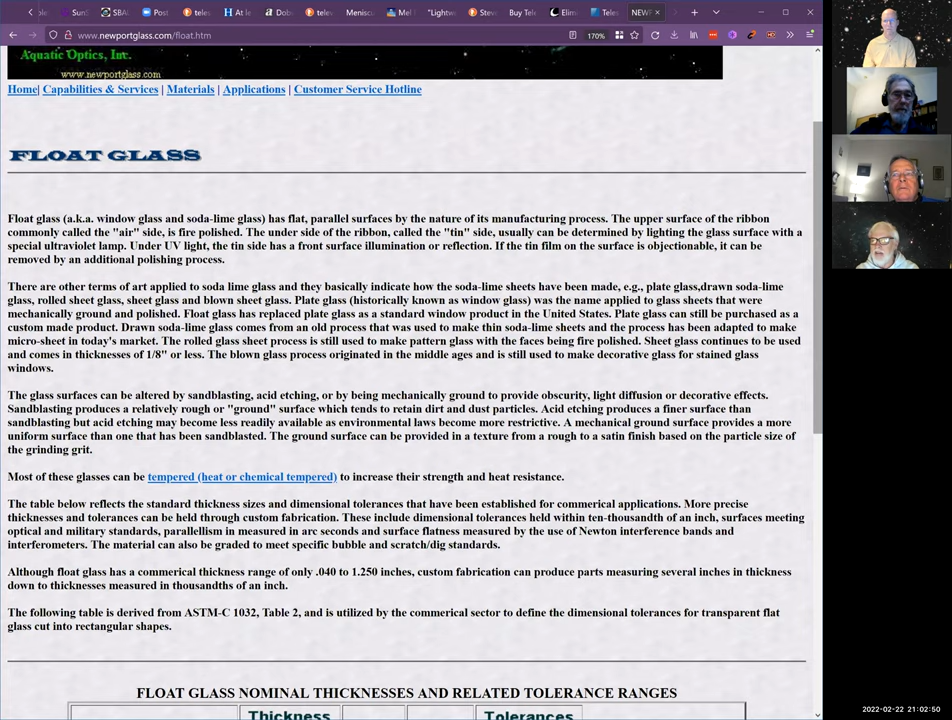 SunS
SBA
Post
teles
At le
Dob
telev
Meniscu
Mel
"Lightw
Steve
Buy Tele
Elim
Teles
NEWP
www.newportglass.com/float.htm
170%
Aquatic Optics, Inc.
www.newportglass.com
Home| Capabilities & Services | Materials | Applications | Customer Service Hotline
FLOAT GLASS
Float glass (a.k.a. window glass and soda-lime glass) has flat, parallel surfaces by the nature of its manufacturing process. The upper surface of the ribbon
commonly called the "air" side, is fire polished. The under side of the ribbon, called the "tin" side, usually can be determined by lighting the glass surface with a
special ultraviolet lamp. Under UV light, the tin side has a front surface illumination or reflection. If the tin film on the surface is objectionable, it can be
removed by an additional polishing process.
There are other terms of art applied to soda lime glass and they basically indicate how the soda-lime sheets have been made, e.g., plate glass,drawn soda-lime
glass, rolled sheet glass, sheet glass and blown sheet glass. Plate glass (historically known as window glass) was the name applied to glass sheets that were
mechanically ground and polished. Float glass has replaced plate glass as a standard window product in the United States. Plate glass can still be purchased as a
custom made product. Drawn soda-lime glass comes from an old process that was used to make thin soda-lime sheets and the process has been adapted to make
micro-sheet in today's market. The rolled glass sheet process is still used to make pattern glass with the faces being fire polished. Sheet glass continues to be used
and comes in thicknesses of 1/8" or less. The blown glass process originated in the middle ages and is still used to make decorative glass for stained glass
windows.
The glass surfaces can be altered by sandblasting, acid etching, or by being mechanically ground to provide obscurity, light diffusion or decorative effects.
Sandblasting produces a relatively rough or "ground" surface which tends to retain dirt and dust particles. Acid etching produces a finer surface than
sandblasting but acid etching may become less readily available as environmental laws become more restrictive. A mechanical ground surface provides a more
uniform surface than one that has been sandblasted. The ground surface can be provided in a texture from a rough to a satin finish based on the particle size of
the grinding grit.
Most of these glasses can be tempered (heat or chemical tempered) to increase their strength and heat resistance.
The table below reflects the standard thickness sizes and dimensional tolerances that have been established for commerical applications. More precise
thicknesses and tolerances can be held through custom fabrication. These include dimensional tolerances held within ten-thousandth of an inch, surfaces meeting
optical and military standards, parallellism in measured in arc seconds and surface flatness measured by the use of Newton interference bands and
interferometers. The material can also be graded to meet specific bubble and scratch/dig standards.
Although float glass has a commerical thickness range of only .040 to 1.250 inches, custom fabrication can produce parts measuring several inches in thickness
down to thicknesses measured in thousandths of an inch.
The following table is derived from ASTM-C 1032, Table 2, and is utilized by the commerical sector to define the dimensional tolerances for transparent flat
glass cut into rectangular shapes.
FLOAT GLASS NOMINAL THICKNESSES AND RELATED TOLERANCE RANGES
Thickness
Tolerances
2022-02-22 21:02:50